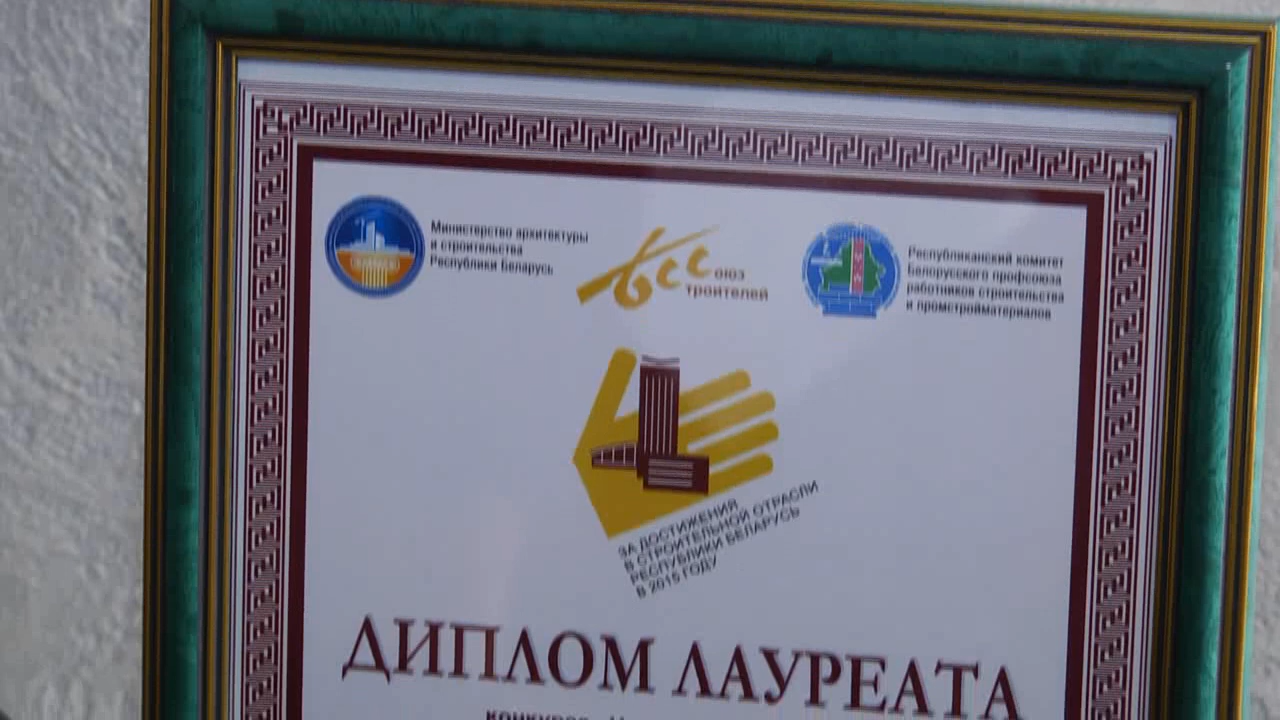 Министерство архитектуры
и строительства
Республики Беларусь
бсс
оюз
троителей
Республиканский комитет
Белорусского профсоюза
работников строительства
и промстройматериалов
ЗА ДОСТИЖЕНИЯ
В СТРОИТЕЛЬНОЙ ОТРАСЛИ
РЕСПУБЛИКИ БЕЛАРУСЬ
В 2015 ГОДУ
ДИПЛОМ ЛАУРЕАТА